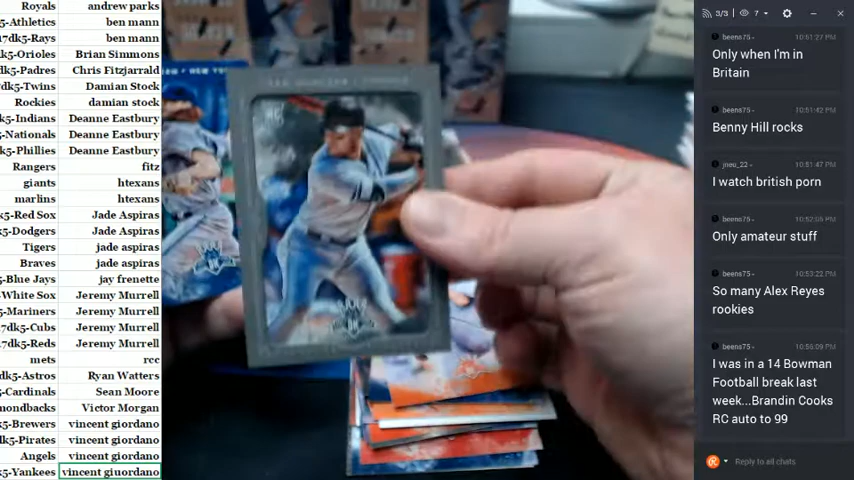 Royals andrew parks
5-Athletics ben mann
17dk5-Rays ben mann
dk5-Orioles Brian Simmons
dk5-Padres Chris Fitzjarrald
7dk5-Twins Damian Stock
Rockies damian stock
k5-Indians Deanne Eastbury
5-Nationals Deanne Eastbury
k5-Phillies Deanne Eastbury
Rangers fitz
giants htexans
marlins htexans
k5-Red Sox Jade Aspiras
5-Dodgers Jade Aspiras
Tigers jade aspiras
Braves jade aspiras
5-Blue Jays jay frenette
-White Sox Jeremy Murrell
5-Mariners Jeremy Murrell
7dk5-Cubs Jeremy Murrell
7dk5-Reds Jeremy Murrell
mets rcc
dk5-Astros Ryan Watters
5-Cardinals Sean Moore
mondbacks Victor Morgan
k5-Brewers vincent giordano
k5-Pirates vincent giordano
Angels vincent giordano
k5-Yankees vincent giuordano
3/3 7
beens75- 10:51:27 PM
Only when I'm in
Britain
beens75- 10:51:42 PM
Benny Hill rocks
jneu_22- 10:51:47 PM
I watch british porn
beens75- 10:52:05 PM
Only amateur stuff
beens75- 10:53:22 PM
So many Alex Reyes
rookies
beens75- 10:56:09 PM
I was in a 14 Bowman
Football break last
week...Brandin Cooks
RC auto to 99
Reply to all chats